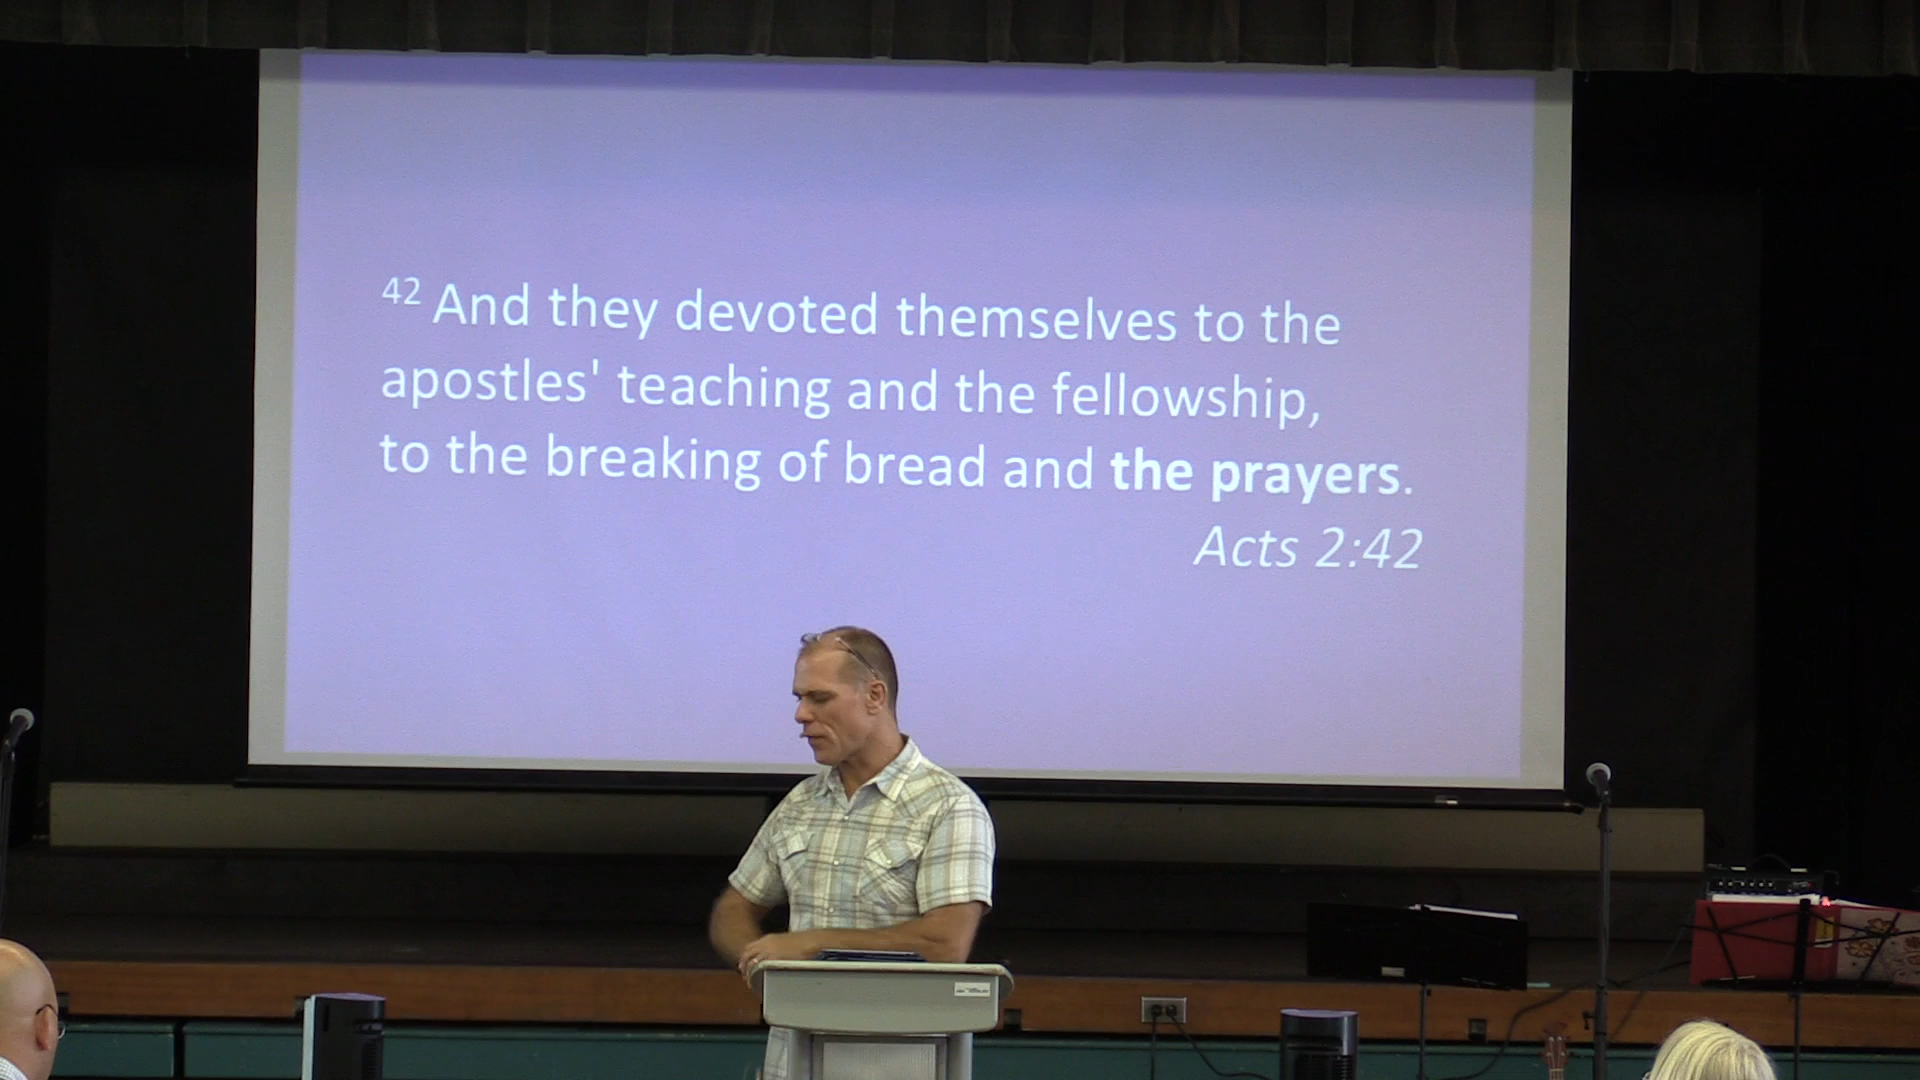 42 And they devoted themselves to the
apostles' teaching and the fellowship,
to the breaking of bread and the prayers.
Acts 2:42